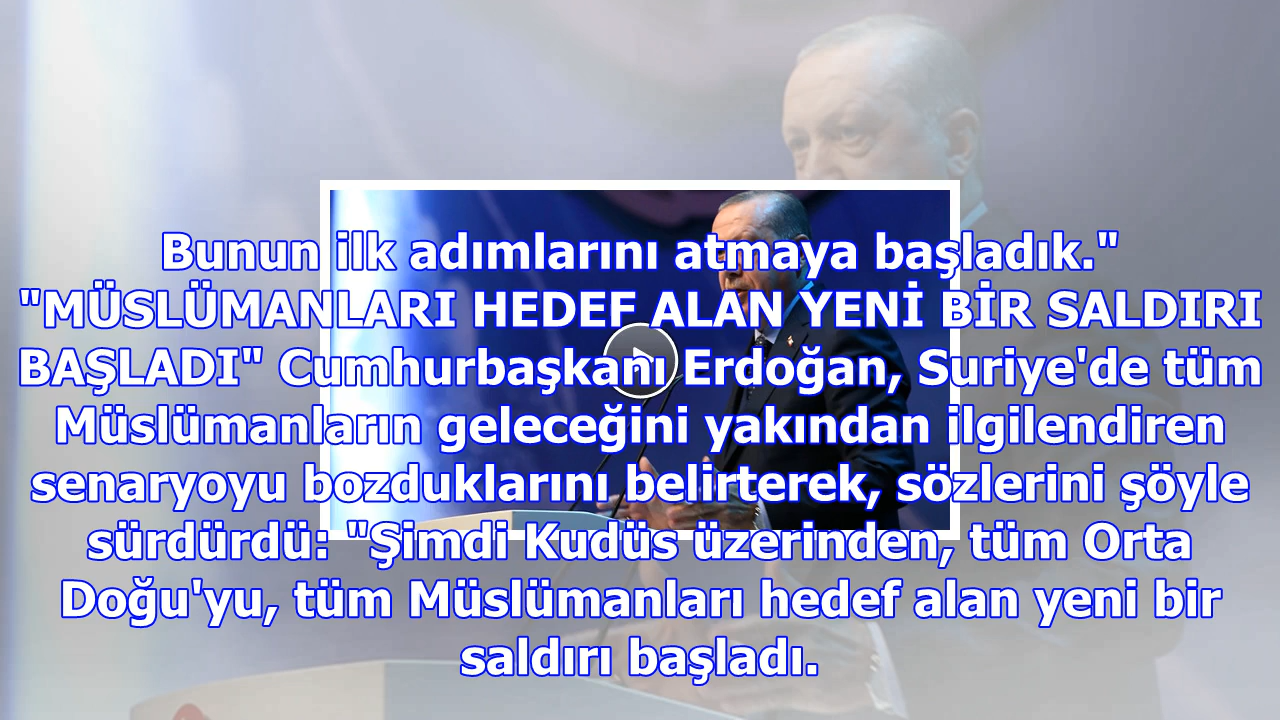 Bunun ilk adımlarını atmaya başladık."
"MÜSLÜMANLARI HEDEF ALAN YENİ BİR SALDIRI
BAŞLADI" Cumhurbaşkanı Erdoğan, Suriye'de tüm
Müslümanların geleceğini yakından ilgilendiren
senaryoyu bozduklarını belirterek, sözlerini şöyle
sürdürdü: "Şimdi Kudüs üzerinden, tüm Orta
Doğu'yu, tüm Müslümanları hedef alan yeni bir
saldırı başladı.